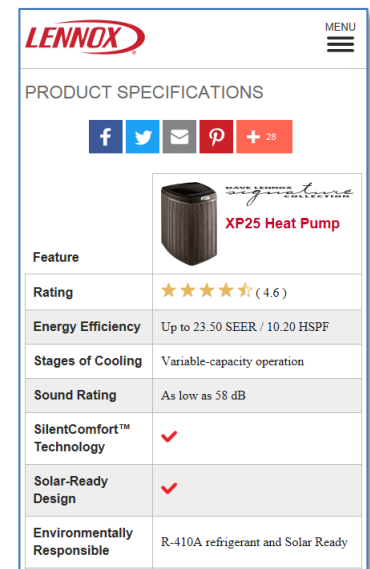 LENNOX
MENU
PRODUCT SPECIFICATIONS
f
+ 28
DAVE LENNOX
signature
COLLECTION
XP25 Heat Pump
Feature
Rating
( 4.6 )
Energy Efficiency
Up to 23.50 SEER / 10.20 HSPF
Stages of Cooling
Variable-capacity operation
Sound Rating
As low as 58 dB
SilentComfort™
Technology
Solar-Ready
Design
Environmentally
Responsible
R-410A refrigerant and Solar Ready